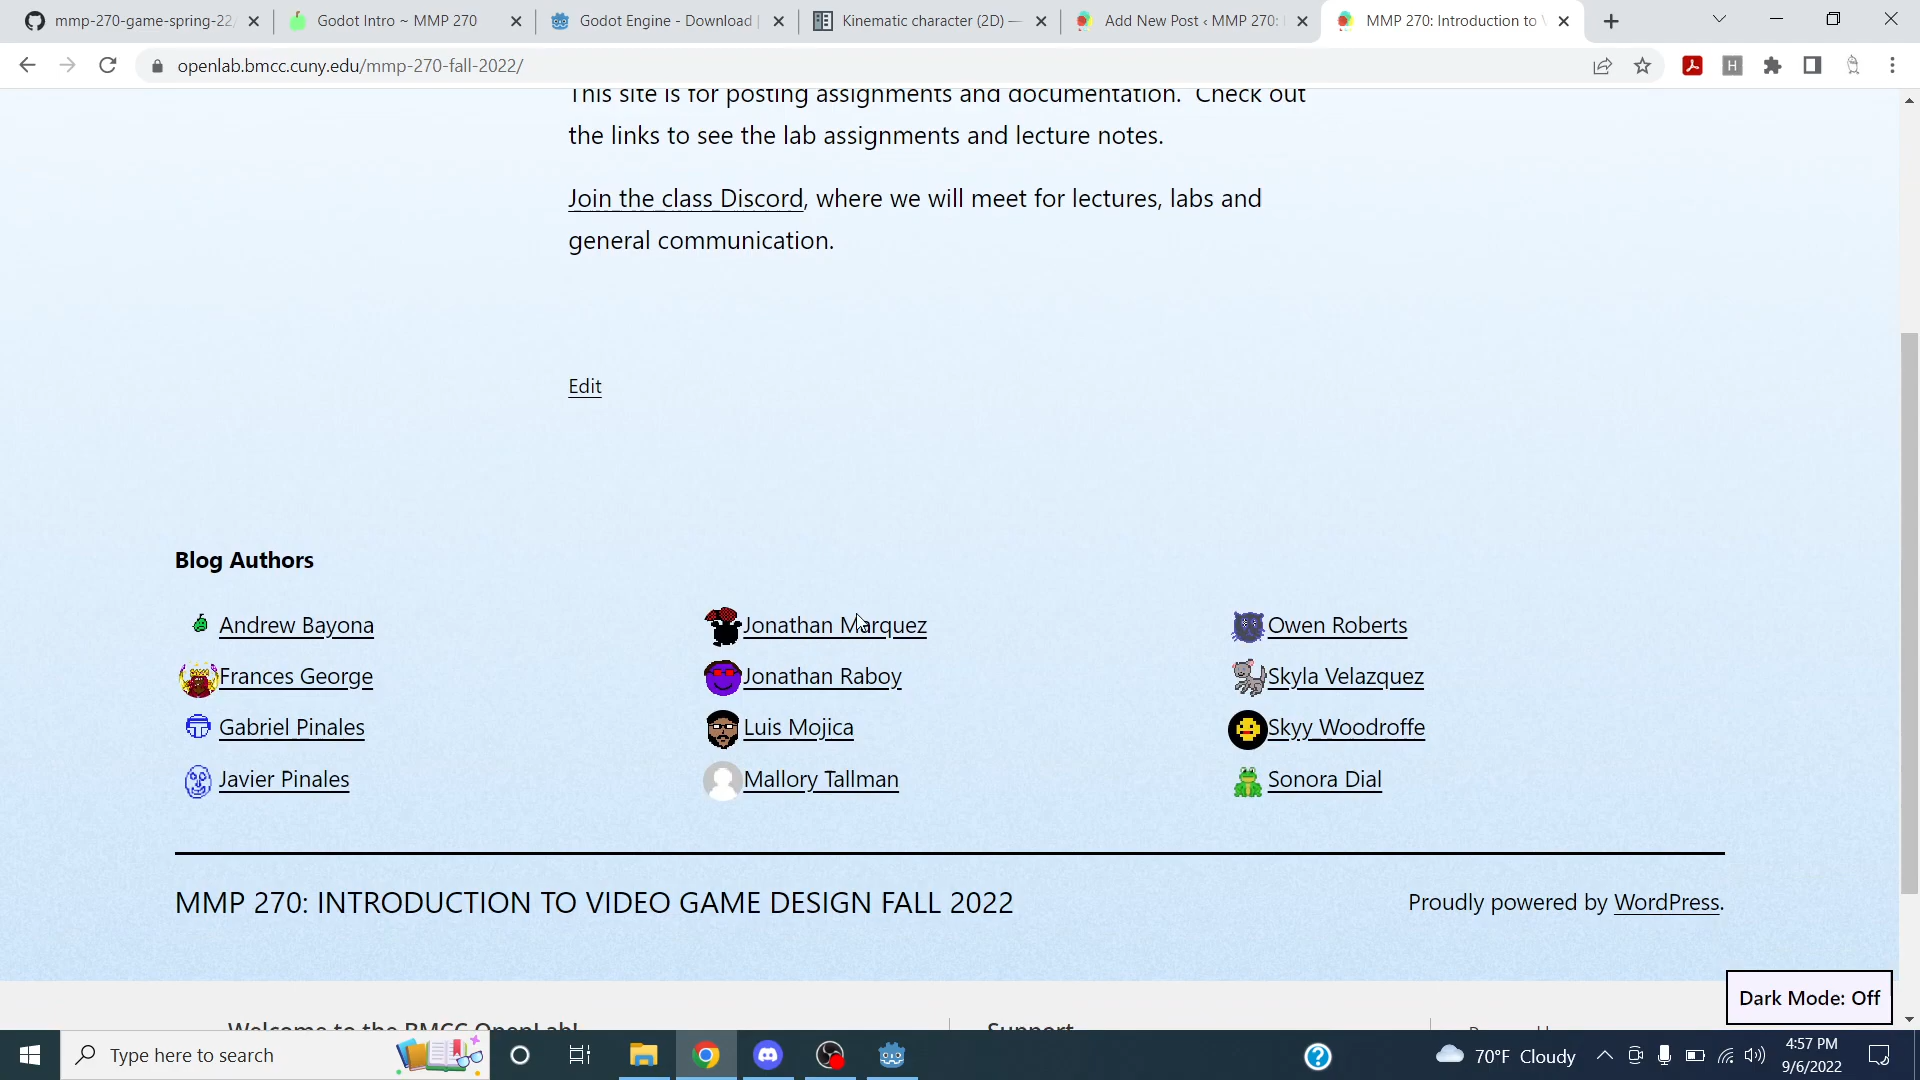 mmp-270-game-spring-22/
Godot Intro ~ MMP 270
Godot Engine - Download |
Kinematic character (2D) —
Add New Post ‹ MMP 270:
MMP 270: Introduction to
openlab.bmcc.cuny.edu/mmp-270-fall-2022/
This site is for posting assignments and documentation. Check out
the links to see the lab assignments and lecture notes.
Join the class Discord, where we will meet for lectures, labs and
general communication.
Edit
Blog Authors
Andrew Bayona
Frances George
Gabriel Pinales
Javier Pinales
Jonathan Marquez
Jonathan Raboy
Luis Mojica
Mallory Tallman
Owen Roberts
Skyla Velazquez
Skyy Woodroffe
Sonora Dial
MMP 270: INTRODUCTION TO VIDEO GAME DESIGN FALL 2022
Proudly powered by WordPress.
Dark Mode: Off
Welcome to the BMCC OpenLab!
Support
Type here to search
70°F Cloudy
4:57 PM
9/6/2022